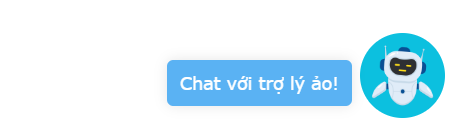 Chat với trợ lý ảo!